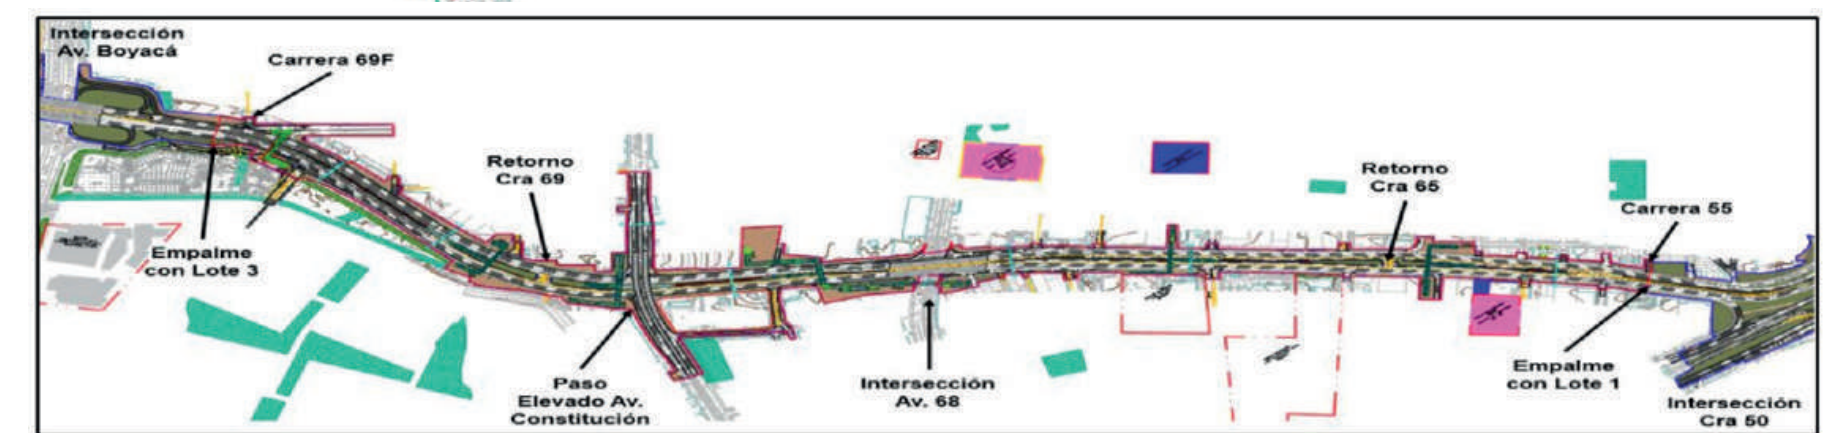 Intersección
Av. Boyacá
Carrera 69F
Retorno
Cra 69
Retorno
Cra 65
Carrera 55
Empalme
con Lote 3
Paso
Elevado Av.
Constitución
Intersección
Av. 68
Empalme
con Lote 1
Intersección
Cra 50